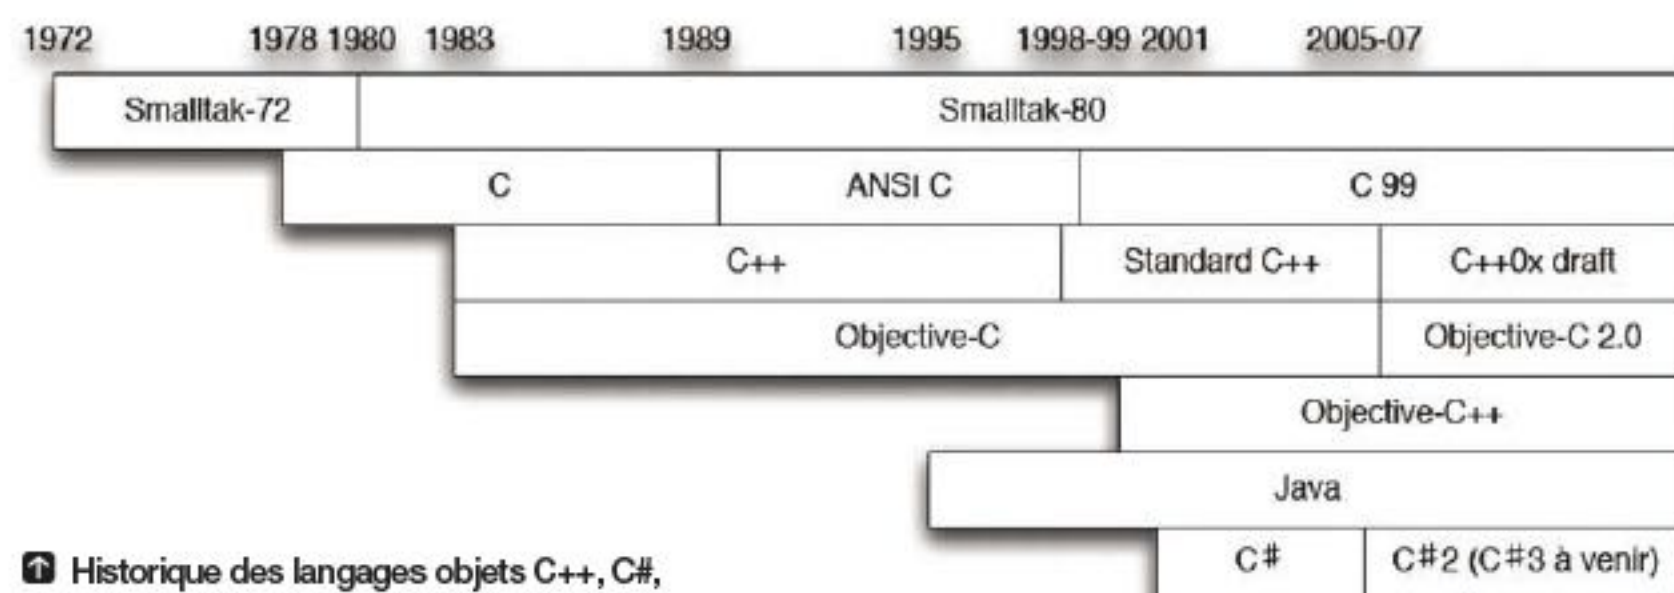 1972 1978 1980 1983 1989 1995 1998-99 2001 2005-07
Smalltak-72 Smalltak-80
C ANSI C C 99
C++ Standard C++ C++0x draft
Objective-C Objective-C 2.0
Objective-C++
Java
C# C#2 (C#3 à venir)
Historique des langages objets C++, C#,